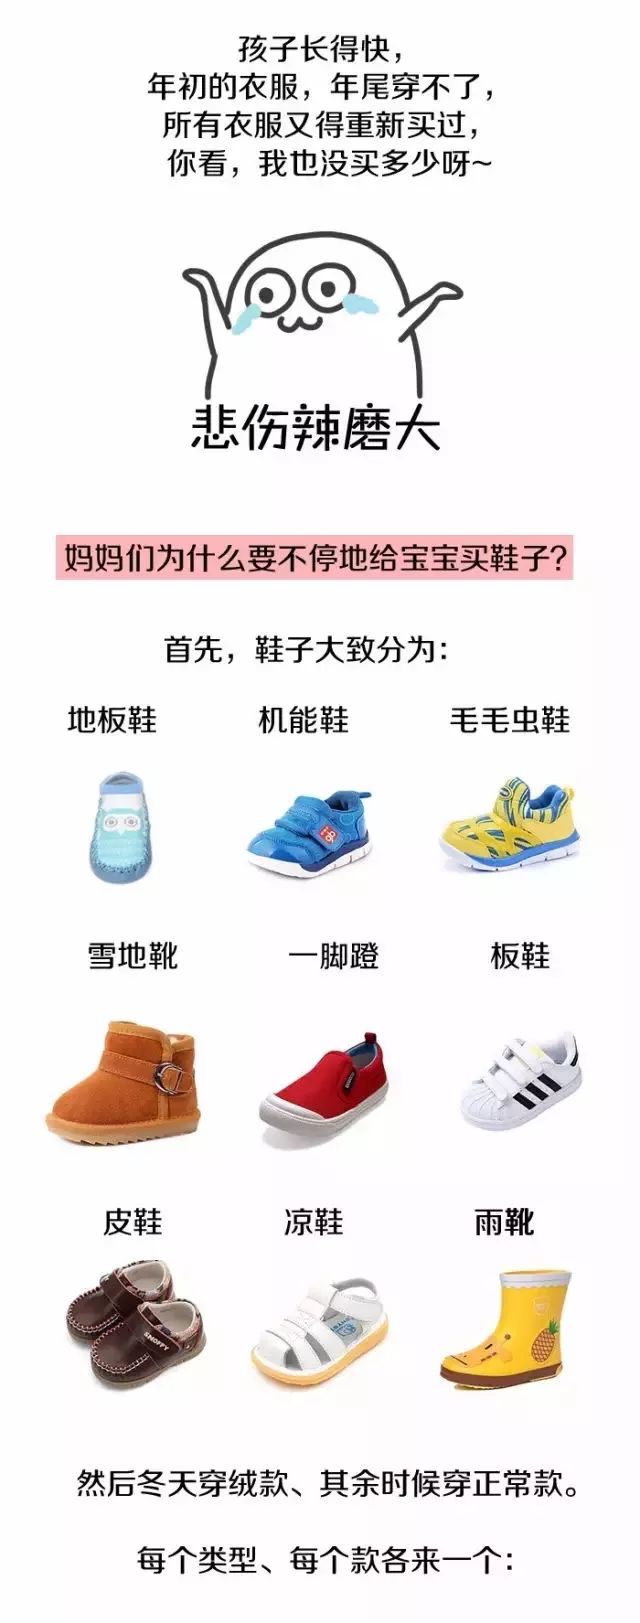 孩子长得快，
年初的衣服，年尾穿不了，
所有衣服又得重新买过，
你看，我也没买多少呀~
悲伤辣磨大
妈妈们为什么要不停地给宝宝买鞋子？
首先，鞋子大致分为：
地板鞋 机能鞋 毛毛虫鞋
雪地靴 一脚蹬 板鞋
皮鞋 凉鞋 雨靴
SNOFFY
然后冬天穿绒款、其余时候穿正常款。
每个类型、每个款各来一个：